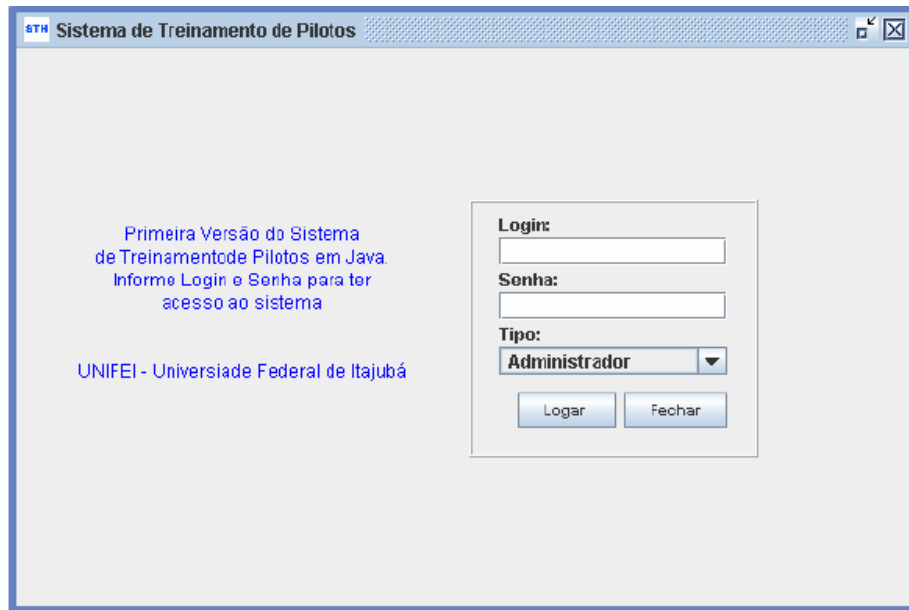 STH Sistema de Treinamento de Pilotos
Primeira Versão do Sistema
de Treinamentode Pilotos em Java.
Informe Login e Senha para ter
acesso ao sistema
UNIFEI - Universiade Federal de Itajubá
Login:
Senha:
Tipo:
Administrador
Logar Fechar